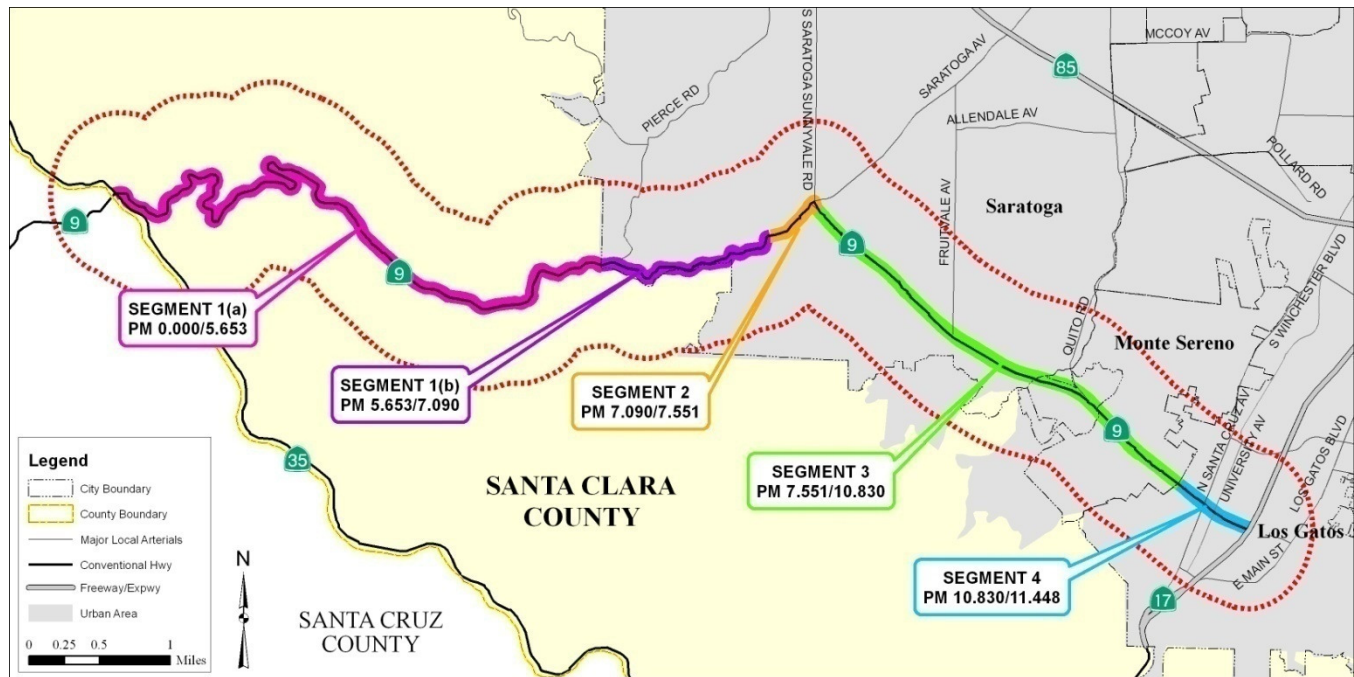 S SARATOGA SUNNYVALE RD
SARATOGA AV
MCCOY AV
85
PIERCE RD
ALLENDALE AV
POLLARD RD
FRUITVALE AV
Saratoga
9
9
9
QUITO RD
S WINCHESTER BLVD
SEGMENT 1(a)
PM 0.000/5.653
Monte Sereno
SEGMENT 1(b)
PM 5.653/7.090
SEGMENT 2
PM 7.090/7.551
9
N SANTA CRUZ AV
UNIVERSITY AV
LOS GATOS BLVD
SEGMENT 3
PM 7.551/10.830
35
SANTA CLARA
COUNTY
Los Gatos
E MAIN ST
SEGMENT 4
PM 10.830/11.448
17
SANTA CRUZ
COUNTY
N
Legend
City Boundary
County Boundary
Major Local Arterials
Conventional Hwy
Freeway/Expwy
Urban Area
0 0.25 0.5 1
Miles